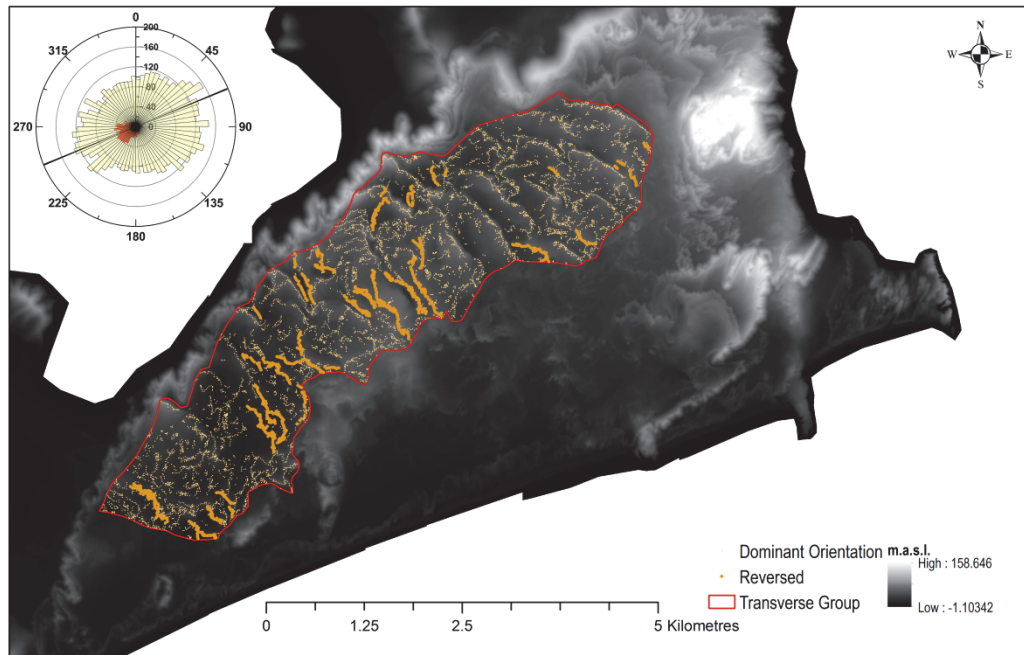 0
200
160
120
80
40
0
45
90
135
180
225
270
315
N
W E
S
Dominant Orientation
Reversed
Transverse Group
m.a.s.l.
High : 158.646
Low : -1.10342
0 1.25 2.5 5 Kilometres